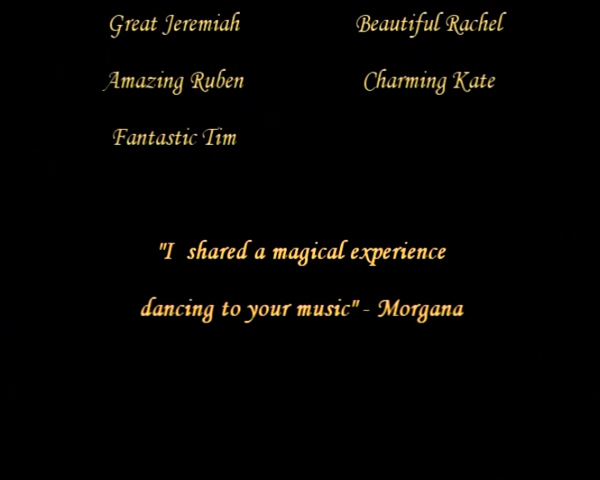 Great Jeremiah Beautiful Rachel
Amazing Ruben Charming Kate
Fantastic Tim
"I shared a magical experience
dancing to your music" - Morgana